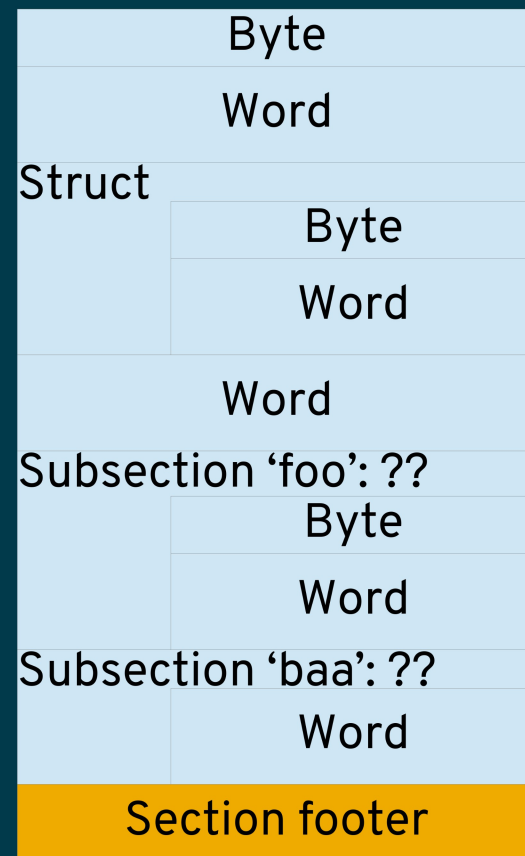 Byte
Word
Struct
Byte
Word
Word
Subsection ‘foo’: ??
Byte
Word
Subsection ‘baa’: ??
Word
Section footer